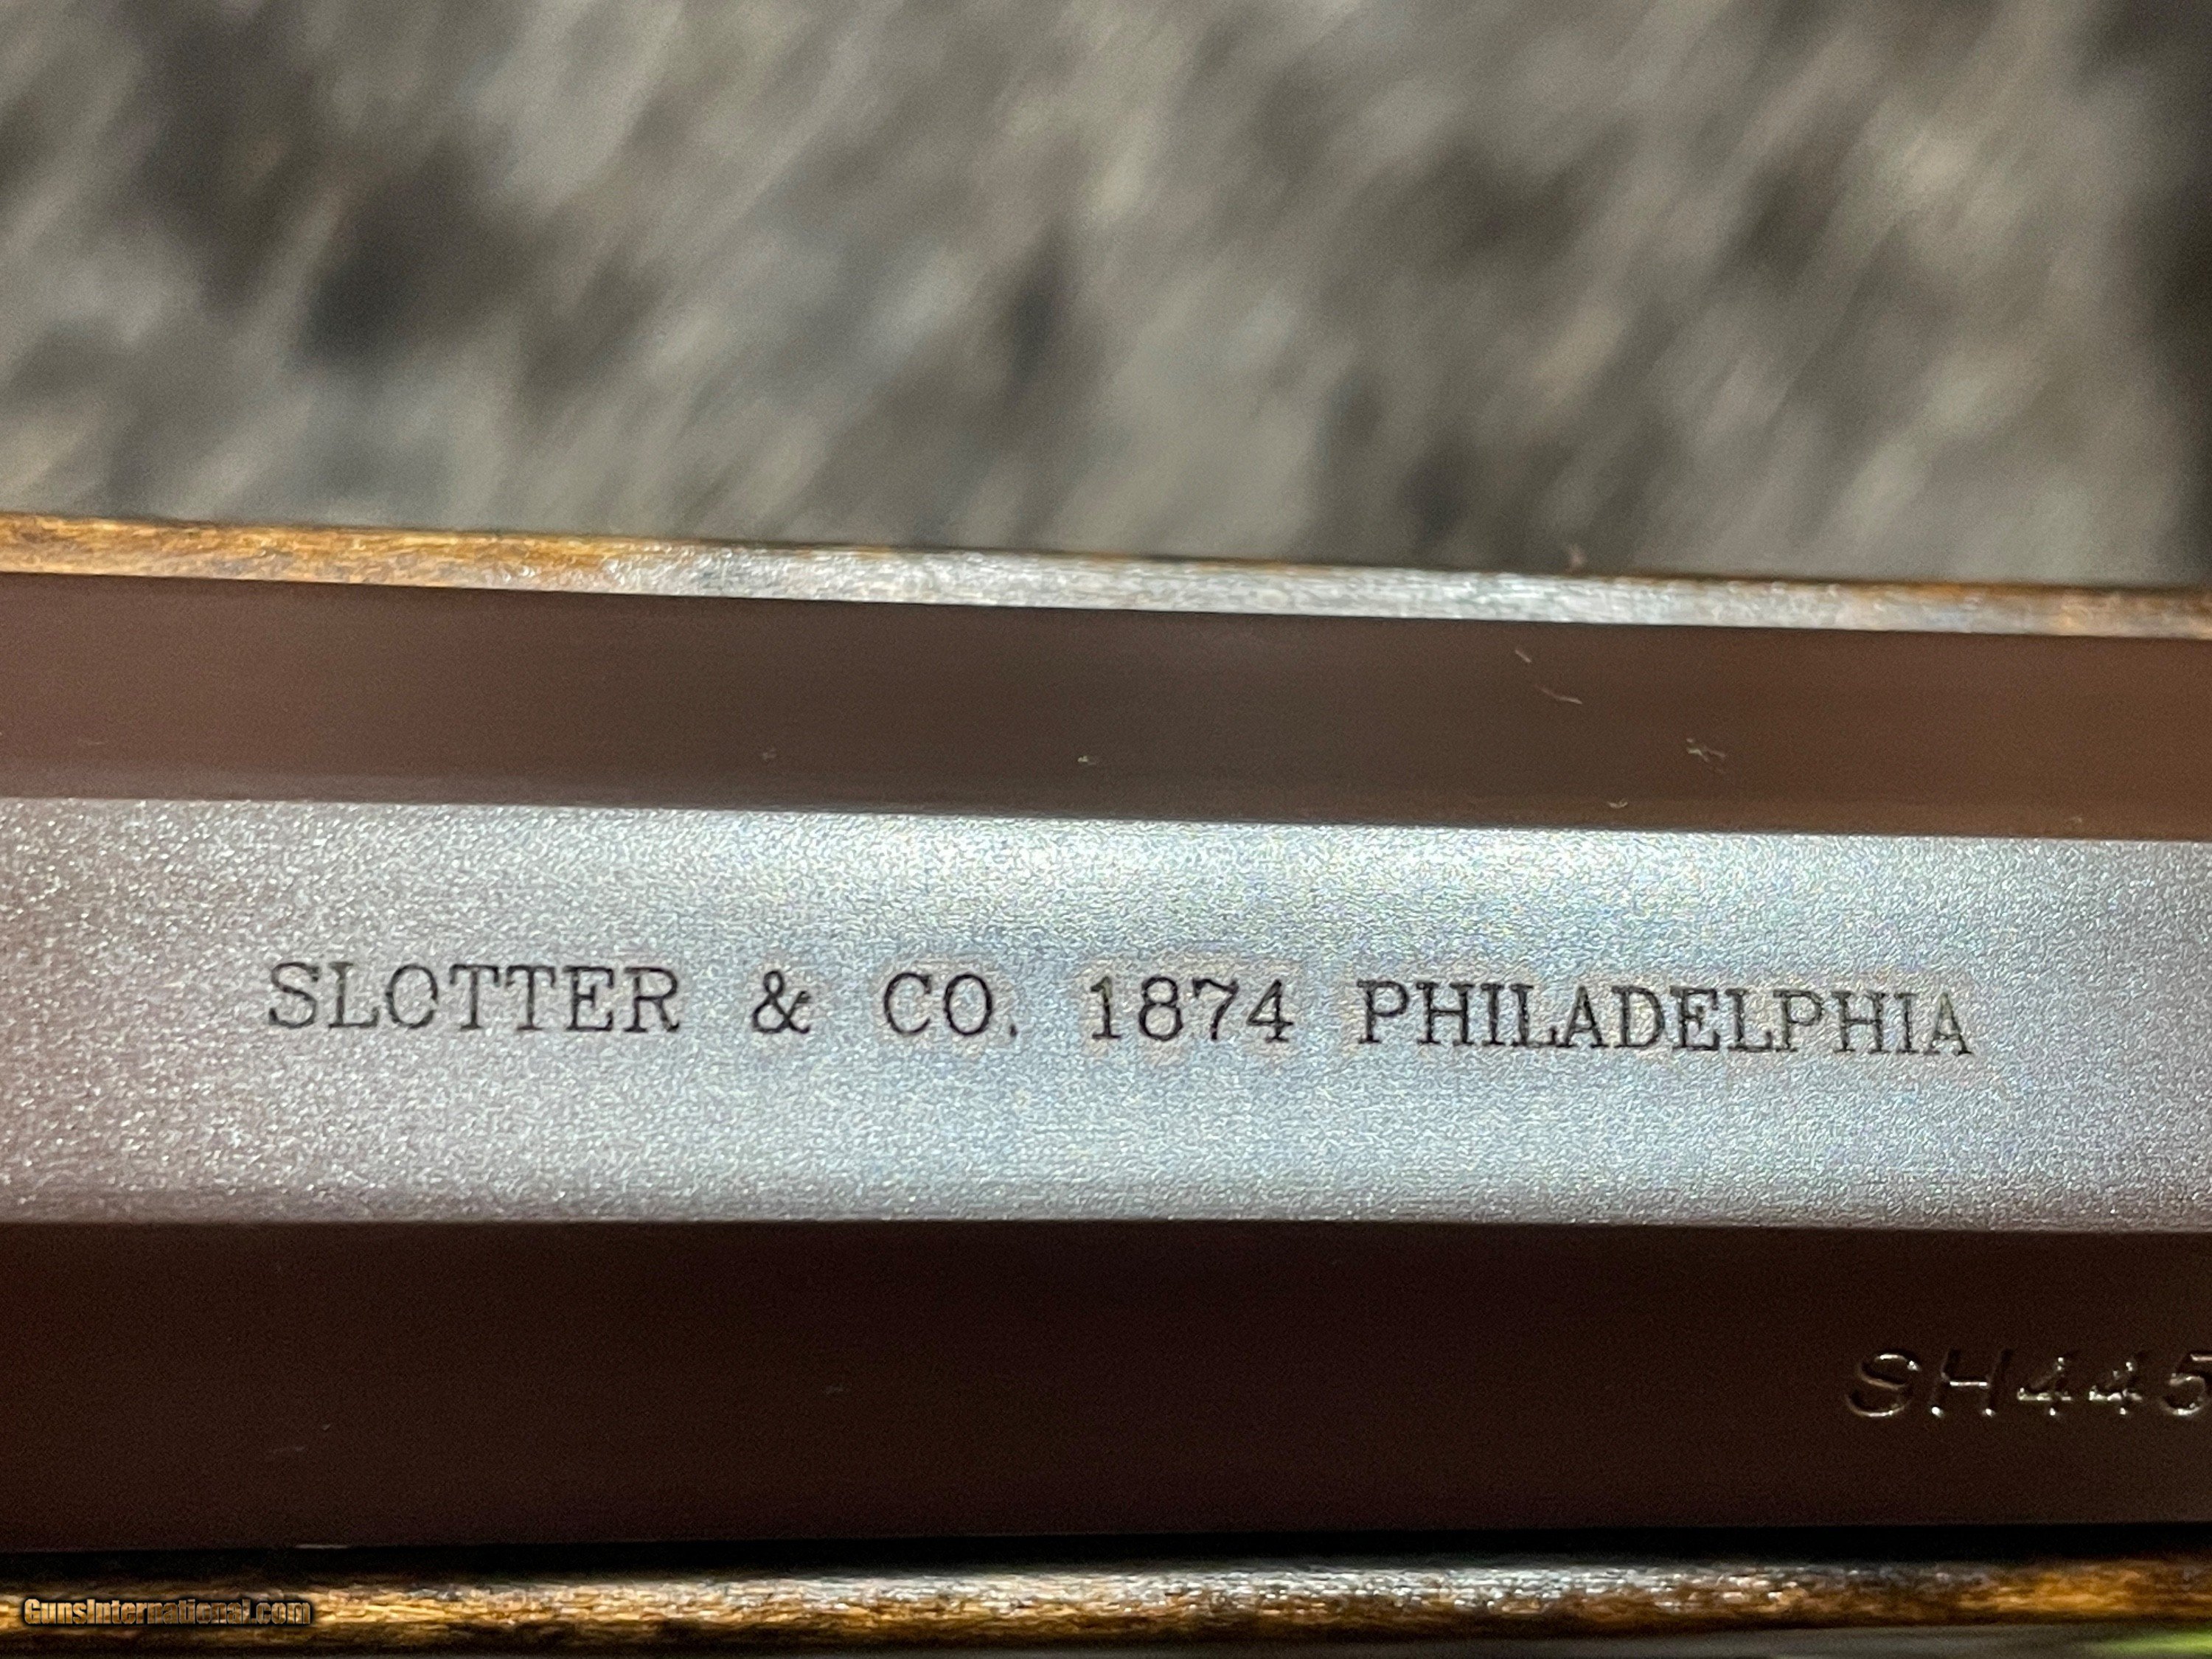 SLOTTER & CO. 1874 PHILADELPHIA
SH445
GunsInternational.com